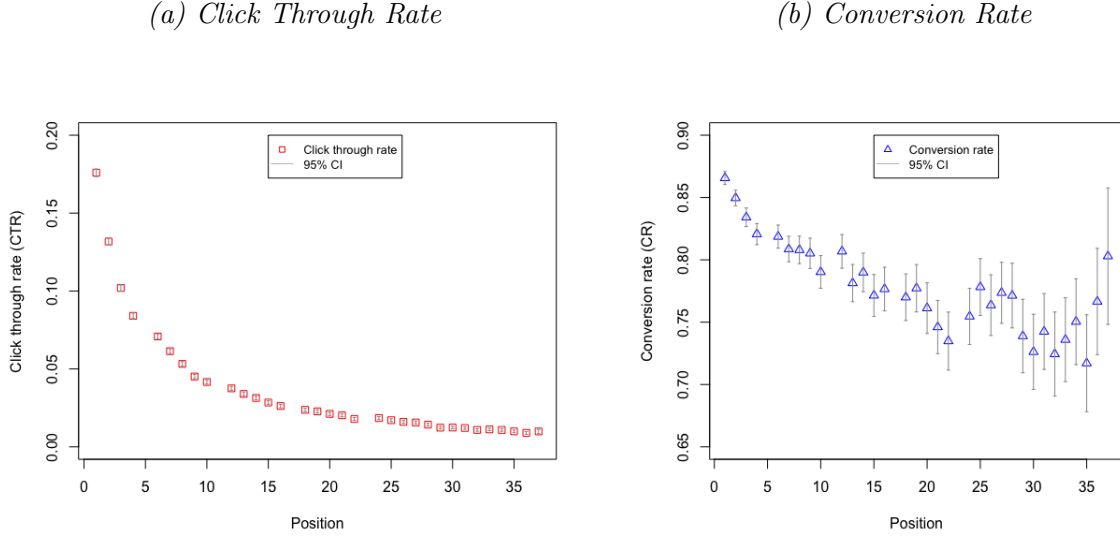 (a) Click Through Rate
(b) Conversion Rate
Click through rate (CTR)
0.20
0.15
0.10
0.05
0.00
Click through rate
95% CI
0 5 10 15 20 25 30 35
Position
Conversion rate (CR)
0.90
0.85
0.80
0.75
0.70
0.65
Conversion rate
95% CI
0 5 10 15 20 25 30 35
Position